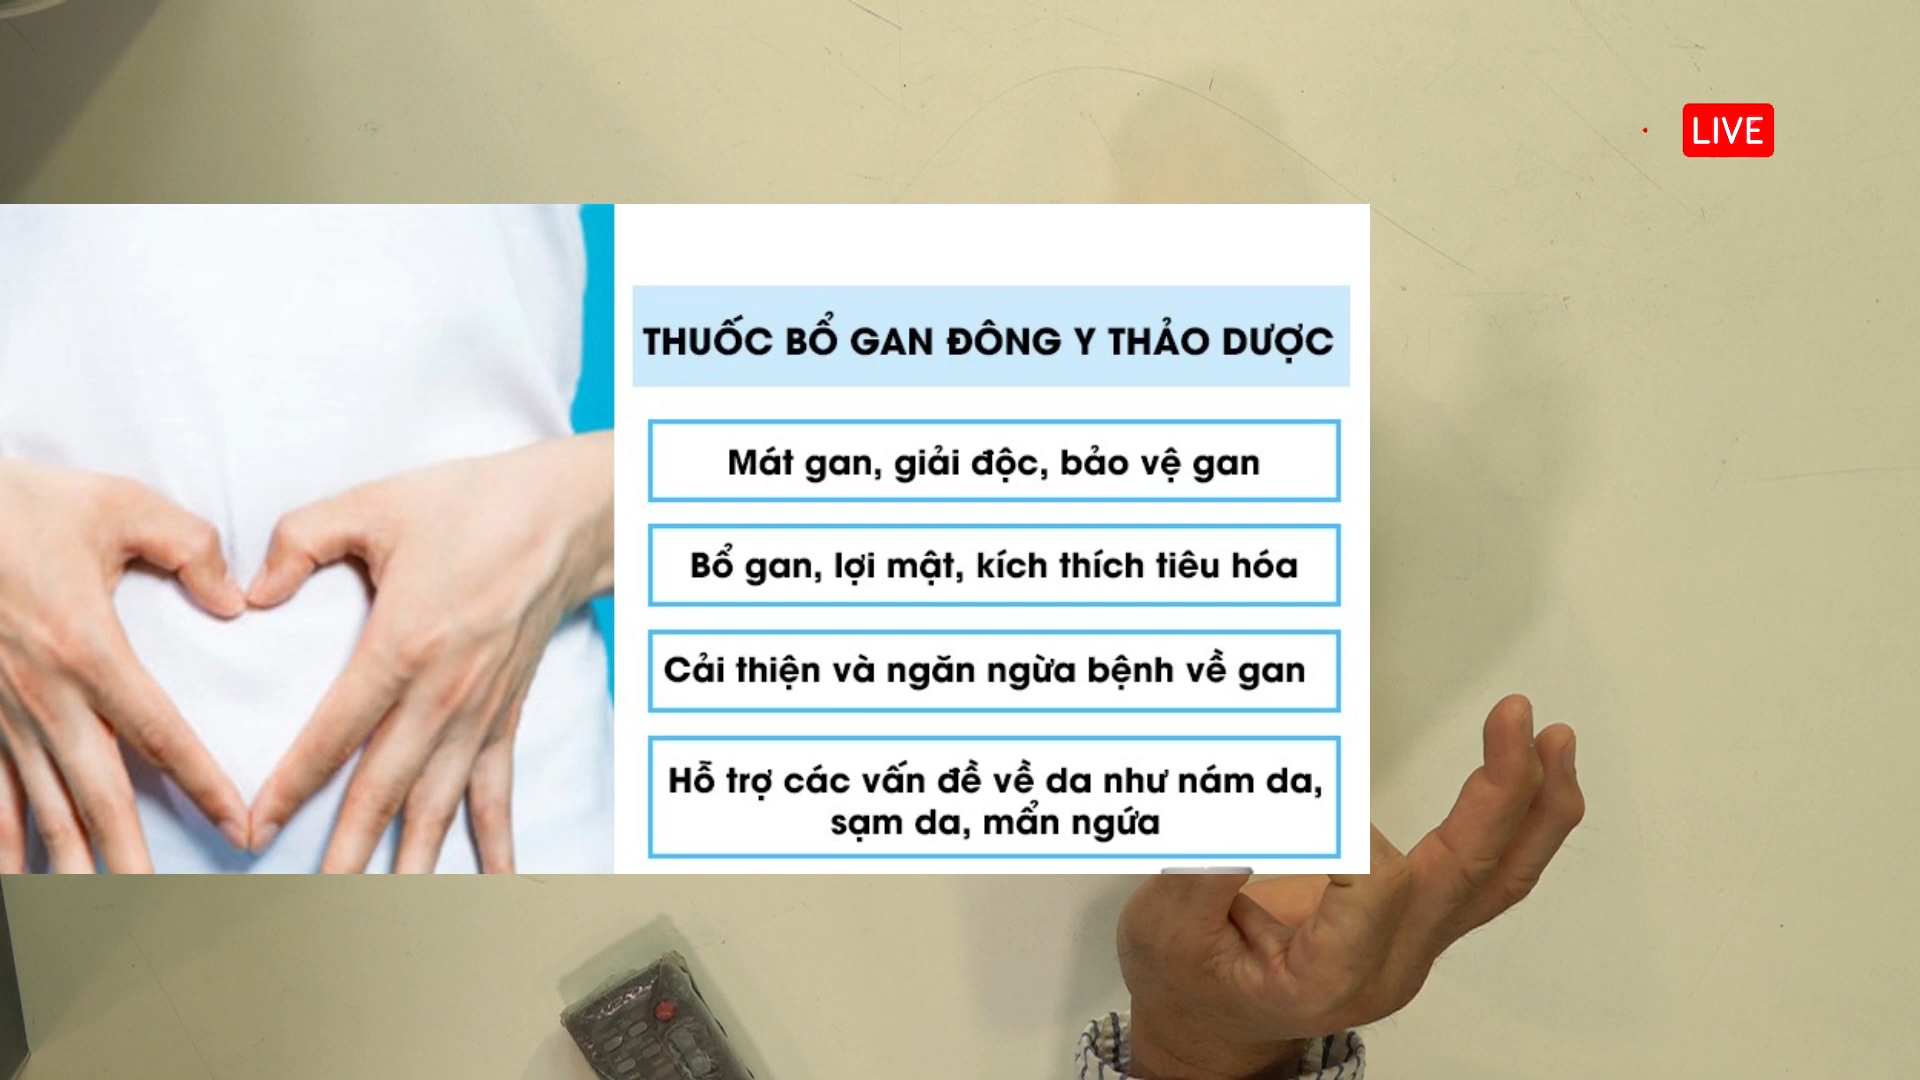 LIVE
THUỐC BỔ GAN ĐÔNG Y THẢO DƯỢC
Mát gan, giải độc, bảo vệ gan
Bổ gan, lợi mật, kích thích tiêu hóa
Cải thiện và ngăn ngừa bệnh về gan
Hỗ trợ các vấn đề về da như nám da,
sạm da, mẩn ngứa